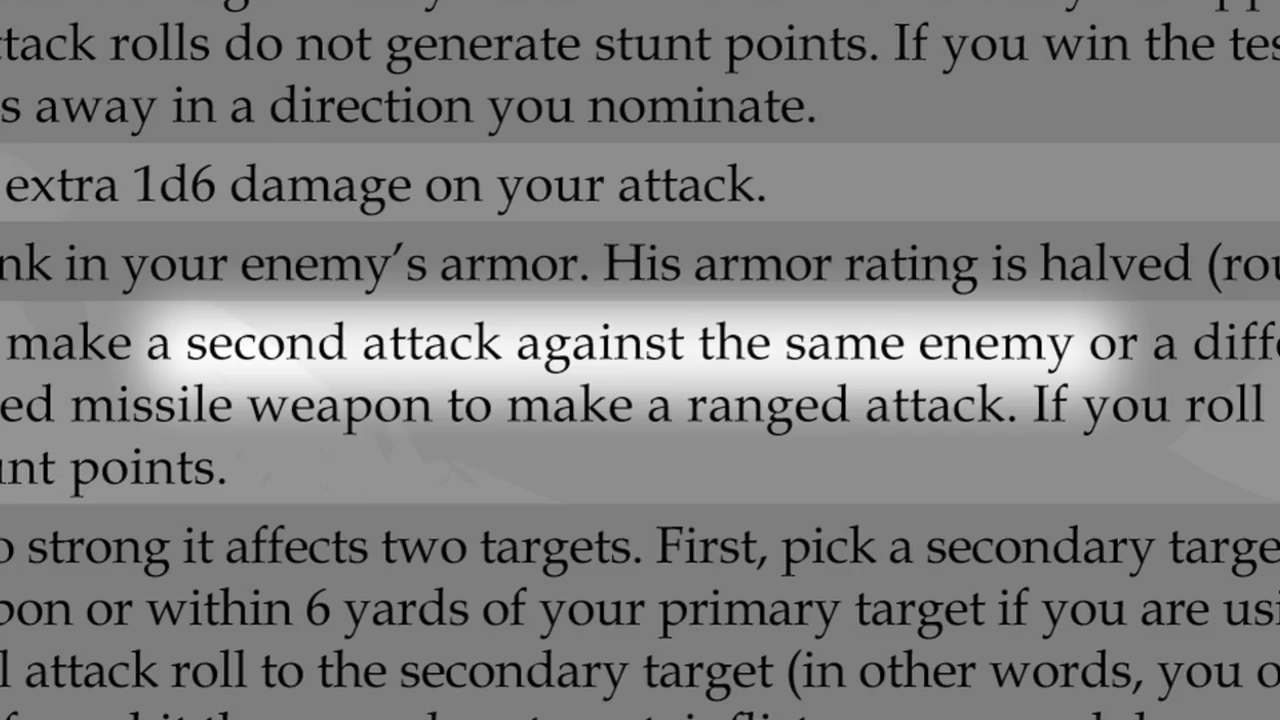 ttack rolls do not generate stunt points. If you win the tes
s away in a direction you nominate.
extra 1d6 damage on your attack.
nk in your enemy's armor. His armor rating is halved (rou
make a second attack against the same enemy or a diffe
ed missile weapon to make a ranged attack. If you roll
nt points.
o strong it affects two targets. First, pick a secondary targe
pon or within 6 yards of your primary target if you are usi
l attack roll to the secondary target (in other words, you o